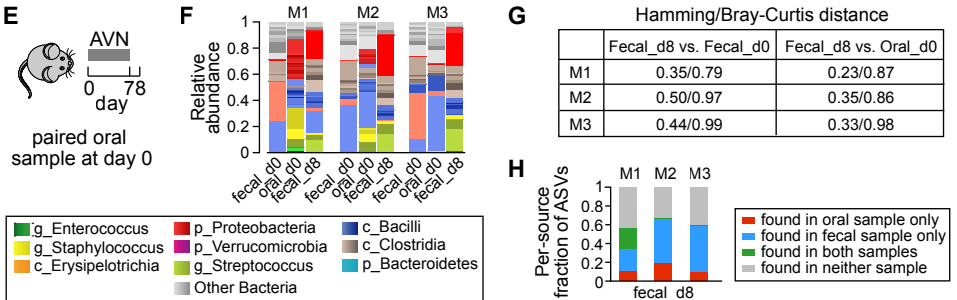 E
AVN
0 78
day
paired oral
sample at day 0
F
M1 M2 M3
Relative
abundance
1
0.8
0.6
0.4
0.2
0
fecal_d0
oral_d0
fecal_d8
fecal_d0
oral_d0
fecal_d8
fecal_d0
oral_d0
fecal_d8
g_Enterococcus
g_Staphylococcus
c_Erysipelotrichia
p_Proteobacteria
p_Verrucomicrobia
g_Streptococcus
Other Bacteria
c_Bacilli
c_Clostridia
p_Bacteroidetes
G
Hamming/Bray-Curtis distance
Fecal_d8 vs. Fecal_d0 Fecal_d8 vs. Oral_d0
M1 0.35/0.79 0.23/0.87
M2 0.50/0.97 0.35/0.86
M3 0.44/0.99 0.33/0.98
H
M1 M2 M3
Per-source
fraction of ASVs
1
0.8
0.6
0.4
0.2
0
fecal_d8
found in oral sample only
found in fecal sample only
found in both samples
found in neither sample